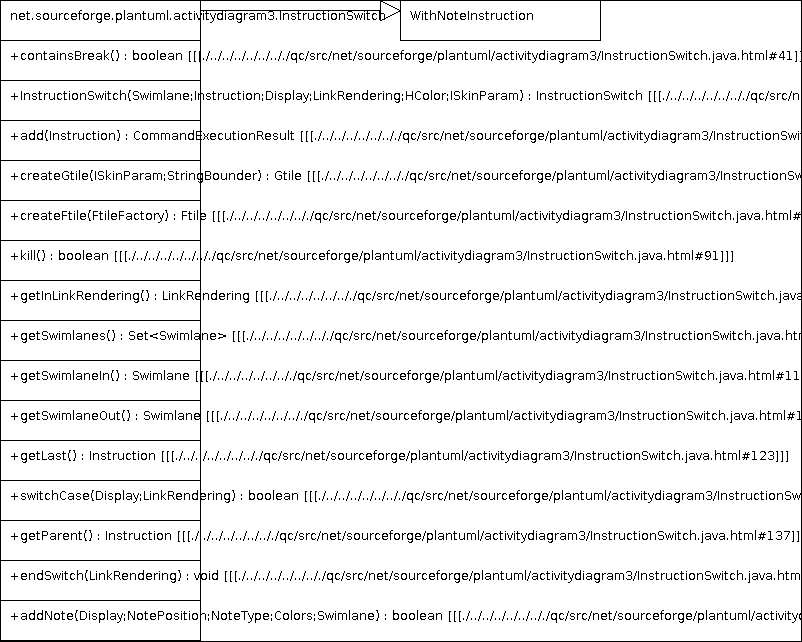 net.sourceforge.plantuml.activitydiagram3.InstructionSwitch
WithNoteInstruction
+containsBreak() : boolean [[[./../../../../../../qc/src/net/sourceforge/plantuml/activitydiagram3/InstructionSwitch.java.html#41]]
+InstructionSwitch(Swimlane;Instruction;Display;LinkRendering;HColor;ISkinParam) : InstructionSwitch [[[./../../../../../../qc/src/n
+add(Instruction) : CommandExecutionResult [[[./../../../../../../qc/src/net/sourceforge/plantuml/activitydiagram3/InstructionSwi
+createGtile(ISkinParam;StringBounder) : Gtile [[[./../../../../../../qc/src/net/sourceforge/plantuml/activitydiagram3/InstructionSw
+createFtile(FtileFactory) : Ftile [[[./../../../../../../qc/src/net/sourceforge/plantuml/activitydiagram3/InstructionSwitch.java.html#
+kill() : boolean [[[./../../../../../../qc/src/net/sourceforge/plantuml/activitydiagram3/InstructionSwitch.java.html#91]]]
+getInLinkRendering() : LinkRendering [[[./../../../../../../qc/src/net/sourceforge/plantuml/activitydiagram3/InstructionSwitch.java
+getSwimlanes() : Set<Swimlane> [[[./../../../../../../qc/src/net/sourceforge/plantuml/activitydiagram3/InstructionSwitch.java.htm
+getSwimlaneIn() : Swimlane [[[./../../../../../../qc/src/net/sourceforge/plantuml/activitydiagram3/InstructionSwitch.java.html#11
+getSwimlaneOut() : Swimlane [[[./../../../../../../qc/src/net/sourceforge/plantuml/activitydiagram3/InstructionSwitch.java.html#1
+getLast() : Instruction [[[./../../../../../../qc/src/net/sourceforge/plantuml/activitydiagram3/InstructionSwitch.java.html#123]]]
+switchCase(Display;LinkRendering) : boolean [[[./../../../../../../qc/src/net/sourceforge/plantuml/activitydiagram3/InstructionSw
+getParent() : Instruction [[[./../../../../../../qc/src/net/sourceforge/plantuml/activitydiagram3/InstructionSwitch.java.html#137]]
+endSwitch(LinkRendering) : void [[[./../../../../../../qc/src/net/sourceforge/plantuml/activitydiagram3/InstructionSwitch.java.htm
+addNote(Display;NotePosition;NoteType;Colors;Swimlane) : boolean [[[./../../../../../../qc/src/net/sourceforge/plantuml/activity